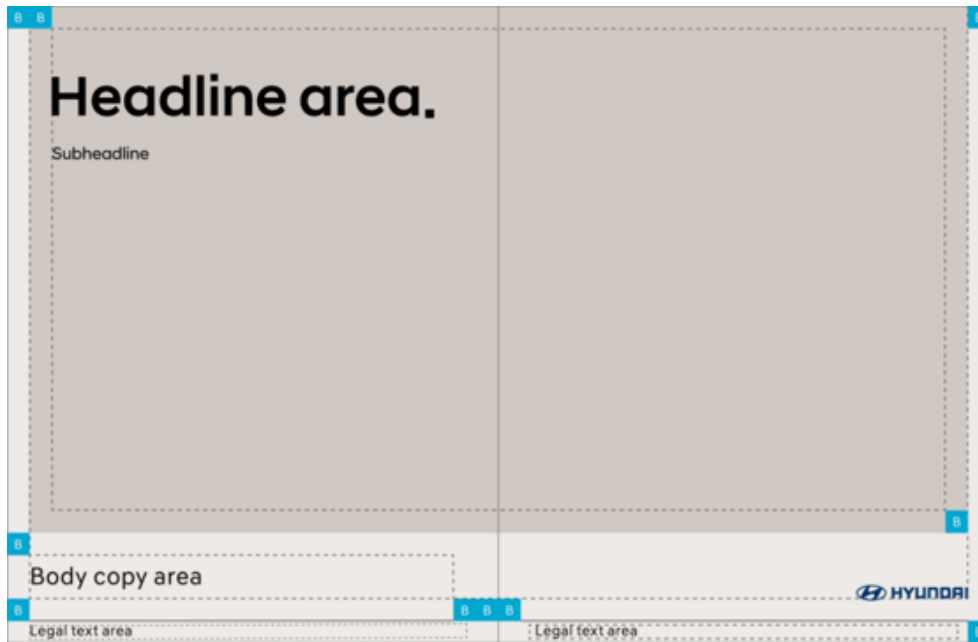 B B B
Headline area.
Subheadline
B
B
Body copy area
HYUNDAI
B B B B B
Legal text area Legal text area